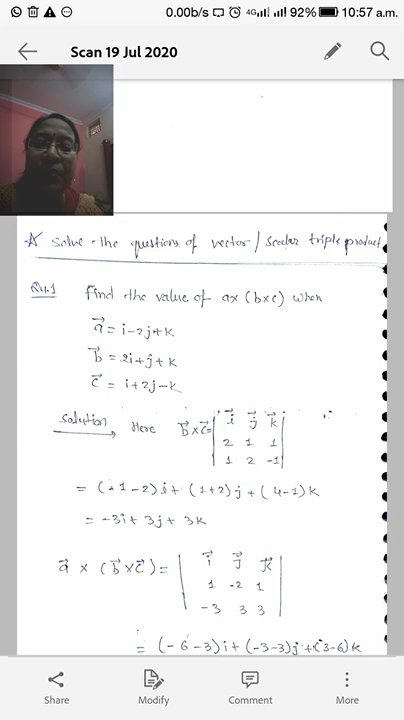 0.00b/s 4G 92% 10:57 a.m.
Scan 19 Jul 2020
☆ Solve the questions of vector / Scalar triple product
Qu.1 Find the value of ax(bxc) when
a⃗ = i-2j+k
b⃗ = 2i+j+k
c⃗ = i+2j-k
Solution Here b⃗ x c⃗ = | i⃗ j⃗ k⃗ |
| 2 1 1 |
| 1 2 -1 |
= (-1-2)i + (1+2)j + (4-1)k
= -3i + 3j + 3k
a⃗ x (b⃗ x c⃗) = | i⃗ j⃗ k⃗ |
| 1 -2 1 |
| -3 3 3 |
= (-6-3)i + (-3-3)j + (3-6)k
Share Modify Comment More